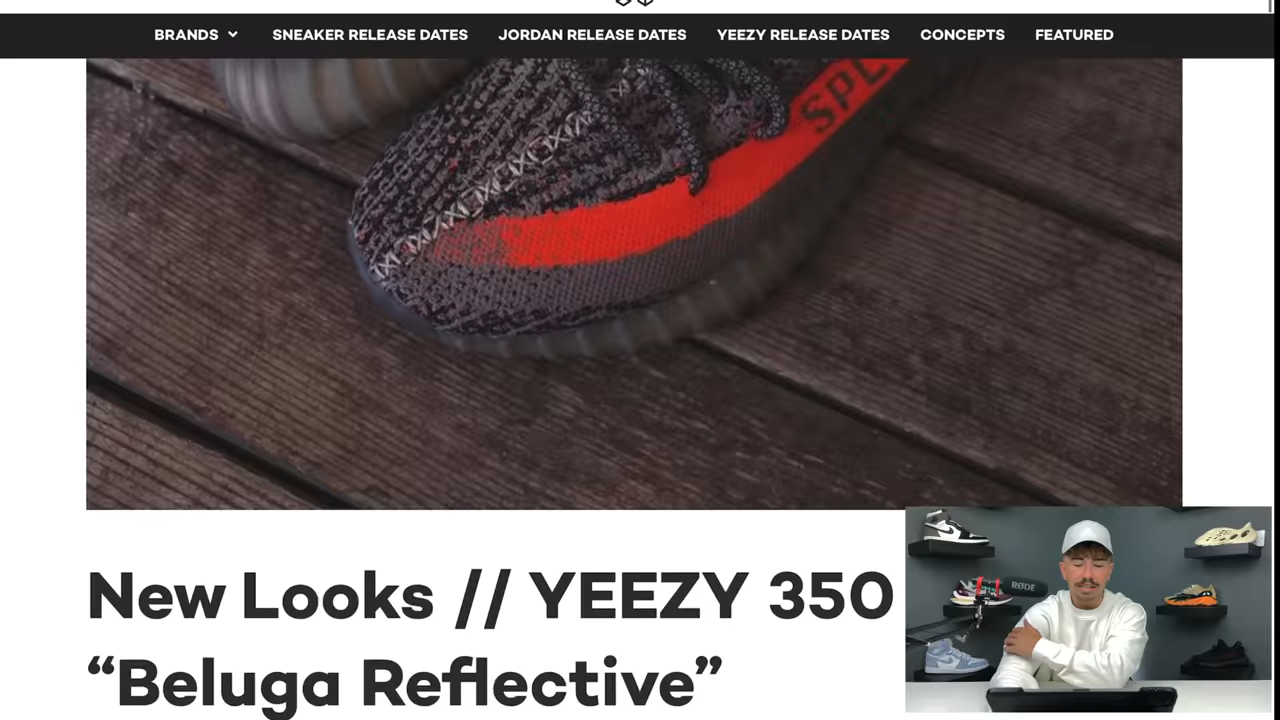 BRANDS SNEAKER RELEASE DATES JORDAN RELEASE DATES YEEZY RELEASE DATES CONCEPTS FEATURED
SPL
New Looks // YEEZY 350
“Beluga Reflective”
RØDE